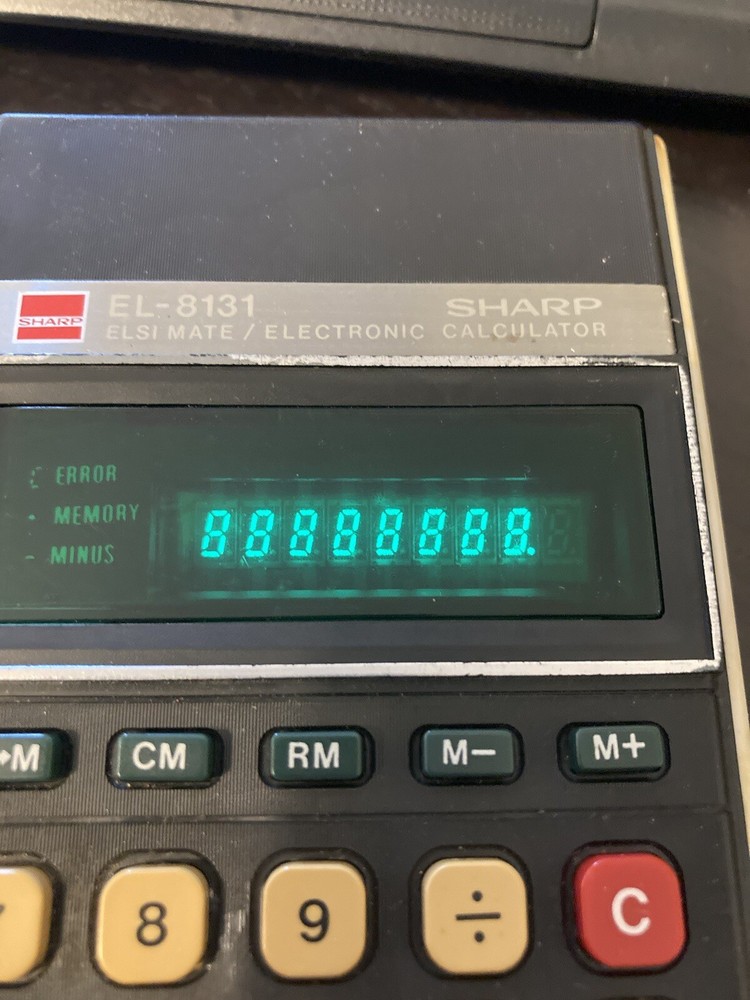 EL-8131 SHARP
SHARP
ELSI MATE / ELECTRONIC CALCULATOR
ERROR
• MEMORY
– MINUS
88888888.
→M CM RM M− M+
8 9 ÷ C